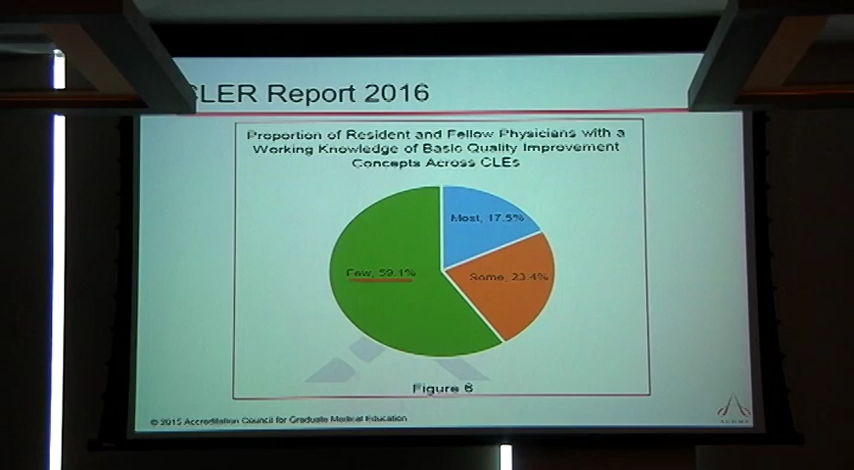 CLER Report 2016
Proportion of Resident and Fellow Physicians with a
Working Knowledge of Basic Quality Improvement
Concepts Across CLEs
Most, 17.5%
Few, 59.1%
Some, 23.4%
Figure 6
© 2015 Accreditation Council for Graduate Medical Education
ACGME